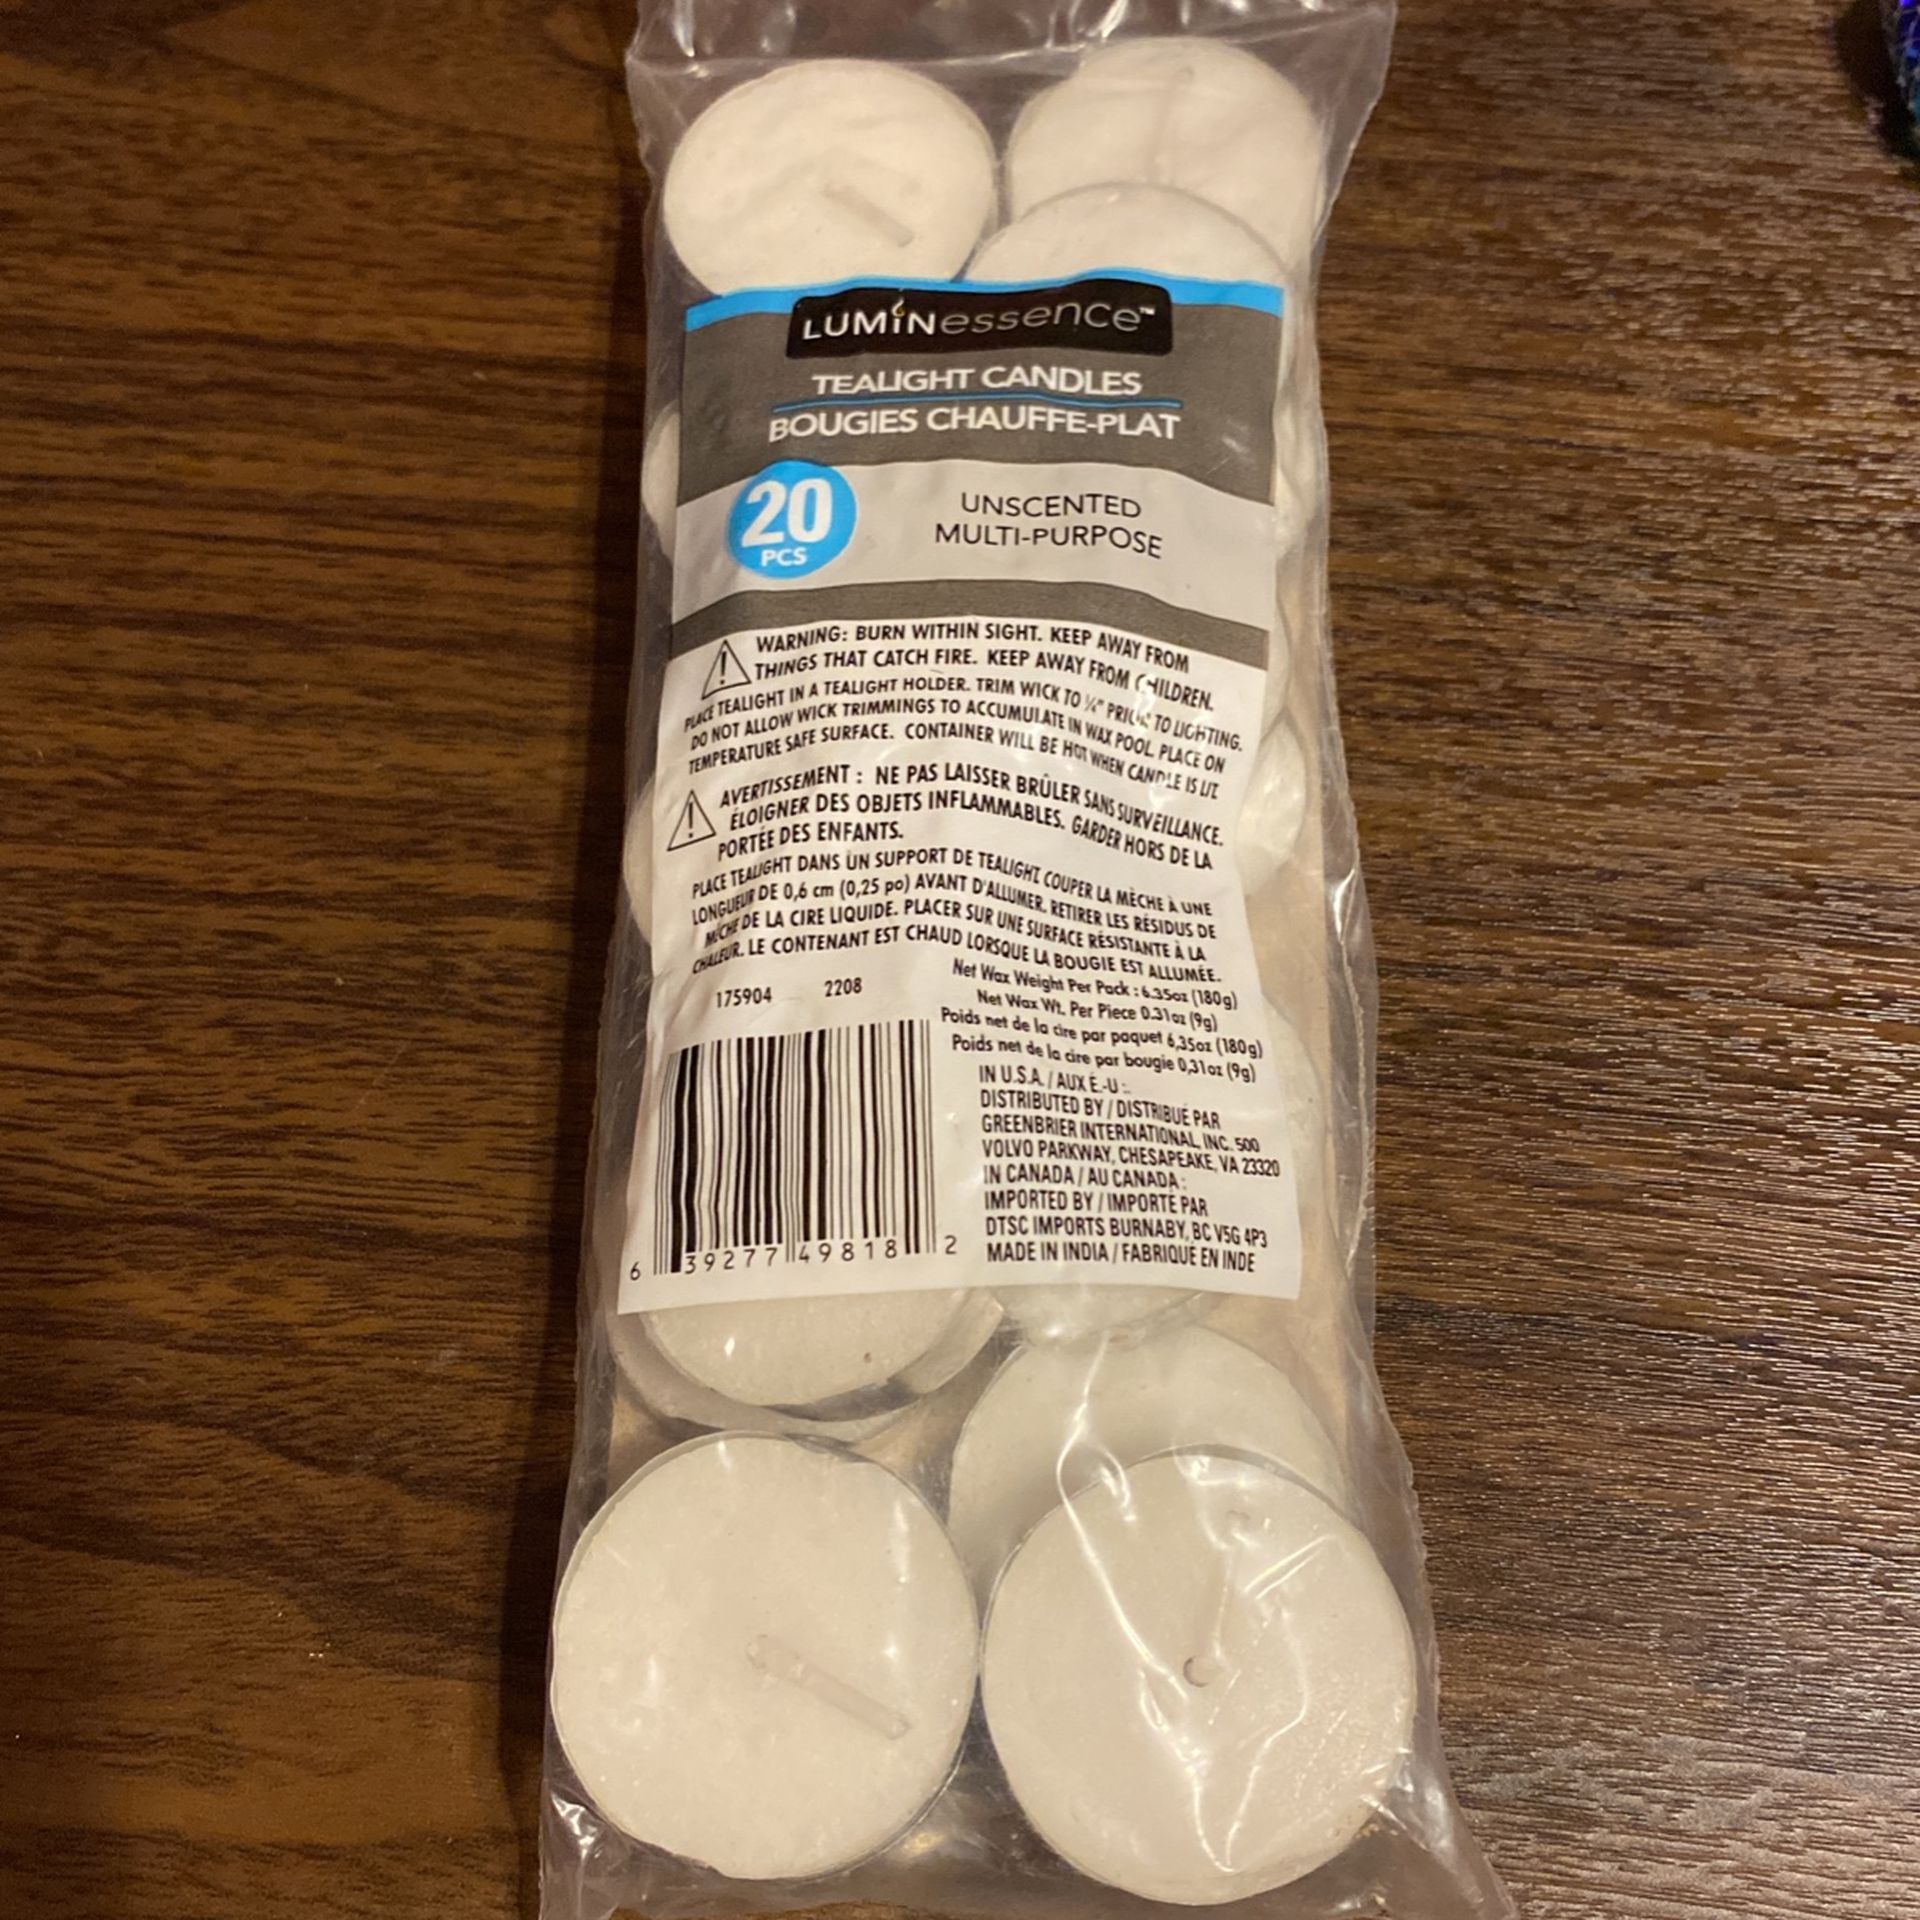 LUMINessence™
TEALIGHT CANDLES
BOUGIES CHAUFFE-PLAT
20
PCS
UNSCENTED
MULTI-PURPOSE
WARNING: BURN WITHIN SIGHT. KEEP AWAY FROM
THINGS THAT CATCH FIRE. KEEP AWAY FROM CHILDREN.
PLACE TEALIGHT IN A TEALIGHT HOLDER. TRIM WICK TO ¼" PRIOR TO LIGHTING.
DO NOT ALLOW WICK TRIMMINGS TO ACCUMULATE IN WAX POOL. PLACE ON
TEMPERATURE SAFE SURFACE. CONTAINER WILL BE HOT WHEN CANDLE IS LIT
AVERTISSEMENT : NE PAS LAISSER BRÛLER SANS SURVEILLANCE.
ÉLOIGNER DES OBJETS INFLAMMABLES. GARDER HORS DE LA
PORTÉE DES ENFANTS.
PLACE TEALIGHT DANS UN SUPPORT DE TEALIGHT. COUPER LA MÈCHE À UNE
LONGUEUR DE 0,6 cm (0,25 po) AVANT D'ALLUMER. RETIRER LES RÉSIDUS DE
MÈCHE DE LA CIRE LIQUIDE. PLACER SUR UNE SURFACE RÉSISTANTE À LA
CHALEUR. LE CONTENANT EST CHAUD LORSQUE LA BOUGIE EST ALLUMÉE.
175904 2208
Net Wax Weight Per Pack : 6.35oz (180g)
Net Wax Wt. Per Piece 0.31oz (9g)
Poids net de la cire par paquet 6,35oz (180g)
Poids net de la cire par bougie 0,31oz (9g)
IN U.S.A. / AUX É.-U :
DISTRIBUTED BY / DISTRIBUÉ PAR
GREENBRIER INTERNATIONAL, INC. 500
VOLVO PARKWAY, CHESAPEAKE, VA 23320
IN CANADA / AU CANADA :
IMPORTED BY / IMPORTÉ PAR
DTSC IMPORTS BURNABY, BC V5G 4P3
MADE IN INDIA / FABRIQUÉ EN INDE
6 39277 49818 2